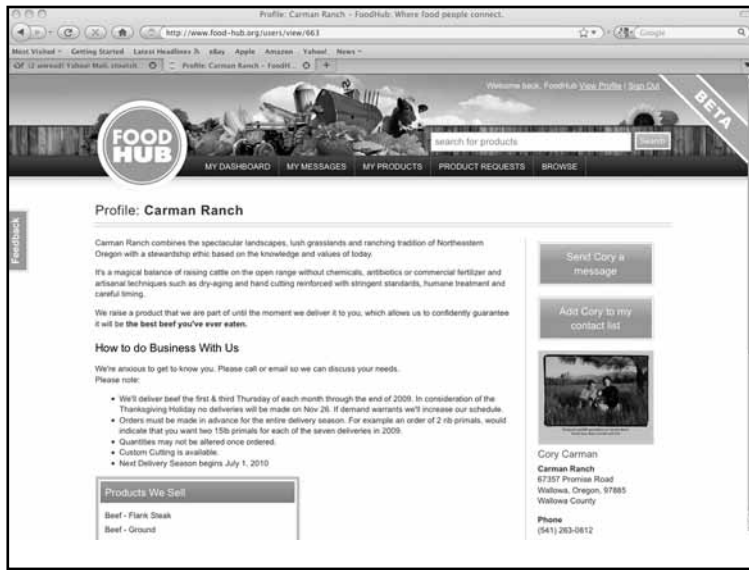 Profile: Carman Ranch - FoodHub: Where food people connect.
http://www.food-hub.org/users/view/663
Google
Most Visited Getting Started Latest Headlines eBay Apple Amazon Yahoo! News
Profile: Carman Ranch - FoodH...
Welcome back, FoodHub View Profile | Sign Out
BETA
FOOD
HUB
search for products
Search
MY DASHBOARD MY MESSAGES MY PRODUCTS PRODUCT REQUESTS BROWSE
Feedback
Profile: Carman Ranch
Carman Ranch combines the spectacular landscapes, lush grasslands and ranching tradition of Northeastern
Oregon with a stewardship ethic based on the knowledge and values of today.
It's a magical balance of raising cattle on the open range without chemicals, antibiotics or commercial fertilizer and
artisanal techniques such as dry-aging and hand cutting reinforced with stringent standards, humane treatment and
careful timing.
We raise a product that we are part of until the moment we deliver it to you, which allows us to confidently guarantee
it will be the best beef you've ever eaten.
How to do Business With Us
We're anxious to get to know you. Please call or email so we can discuss your needs.
Please note:
• We'll deliver beef the first & third Thursday of each month through the end of 2009. In consideration of the
Thanksgiving Holiday no deliveries will be made on Nov 26. If demand warrants we'll increase our schedule.
• Orders must be made in advance for the entire delivery season. For example an order of 2 rib primals, would
indicate that you want two 15lb primals for each of the seven deliveries in 2009.
• Quantities may not be altered once ordered.
• Custom Cutting is available.
• Next Delivery Season begins July 1, 2010
Products We Sell
Beef - Flank Steak
Beef - Ground
Send Cory a
message
Add Cory to my
contact list
Cory Carman
Carman Ranch
67357 Promise Road
Wallowa, Oregon, 97885
Wallowa County
Phone
(541) 263-0812